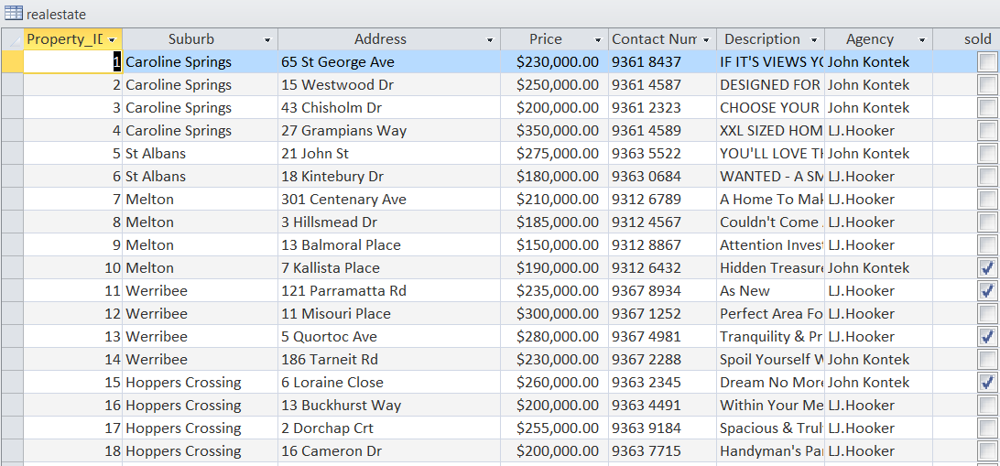 realestate
Property_ID Suburb Address Price Contact Num Description Agency sold
1 Caroline Springs 65 St George Ave $230,000.00 9361 8437 IF IT'S VIEWS YO John Kontek
2 Caroline Springs 15 Westwood Dr $250,000.00 9361 4587 DESIGNED FOR John Kontek
3 Caroline Springs 43 Chisholm Dr $200,000.00 9361 2323 CHOOSE YOUR John Kontek
4 Caroline Springs 27 Grampians Way $350,000.00 9361 4589 XXL SIZED HOM LJ.Hooker
5 St Albans 21 John St $275,000.00 9363 5522 YOU'LL LOVE TH John Kontek
6 St Albans 18 Kintebury Dr $180,000.00 9363 0684 WANTED - A SM LJ.Hooker
7 Melton 301 Centenary Ave $210,000.00 9312 6789 A Home To Mak LJ.Hooker
8 Melton 3 Hillsmead Dr $185,000.00 9312 4567 Couldn't Come LJ.Hooker
9 Melton 13 Balmoral Place $150,000.00 9312 8867 Attention Invest LJ.Hooker
10 Melton 7 Kallista Place $190,000.00 9312 6432 Hidden Treasure John Kontek
11 Werribee 121 Parramatta Rd $235,000.00 9367 8934 As New LJ.Hooker
12 Werribee 11 Misouri Place $300,000.00 9367 1252 Perfect Area Fo LJ.Hooker
13 Werribee 5 Quortoc Ave $280,000.00 9367 4981 Tranquility & Pr LJ.Hooker
14 Werribee 186 Tarneit Rd $230,000.00 9367 2288 Spoil Yourself W John Kontek
15 Hoppers Crossing 6 Loraine Close $260,000.00 9363 2345 Dream No More John Kontek
16 Hoppers Crossing 13 Buckhurst Way $200,000.00 9363 4491 Within Your Me LJ.Hooker
17 Hoppers Crossing 2 Dorchap Crt $255,000.00 9363 9184 Spacious & Trul LJ.Hooker
18 Hoppers Crossing 16 Cameron Dr $200,000.00 9363 7715 Handyman's Pa LJ.Hooker